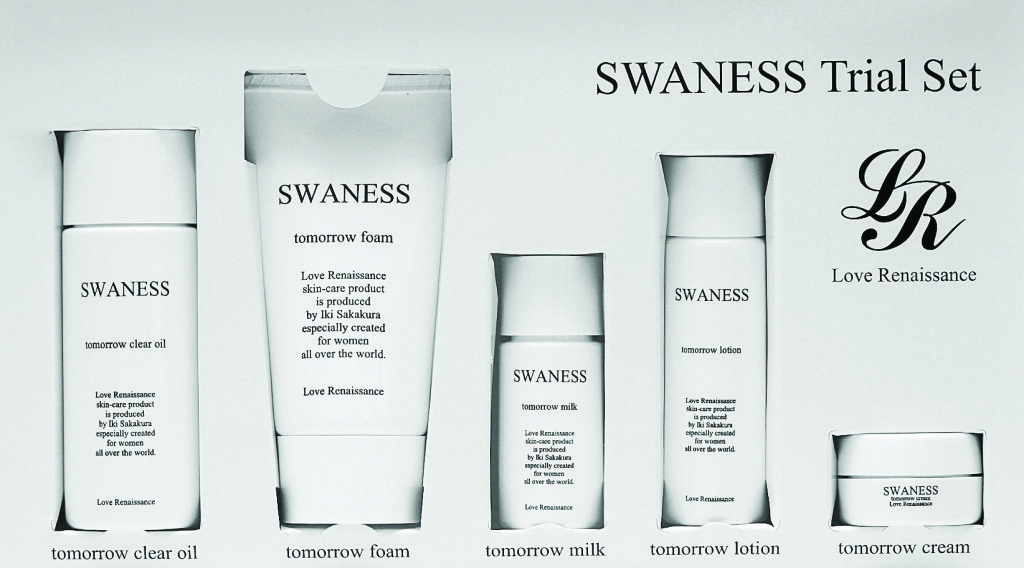 SWANESS Trial Set
LR
Love Renaissance
SWANESS
tomorrow clear oil
Love Renaissance
skin-care product
is produced
by Iki Sakakura
especially created
for women
all over the world.
Love Renaissance
tomorrow clear oil
SWANESS
tomorrow foam
Love Renaissance
skin-care product
is produced
by Iki Sakakura
especially created
for women
all over the world.
Love Renaissance
tomorrow foam
SWANESS
tomorrow milk
Love Renaissance
skin-care product
is produced
by Iki Sakakura
especially created
for women
all over the world.
Love Renaissance
tomorrow milk
SWANESS
tomorrow lotion
Love Renaissance
skin-care product
is produced
by Iki Sakakura
especially created
for women
all over the world.
Love Renaissance
tomorrow lotion
SWANESS
tomorrow cream
Love Renaissance
tomorrow cream